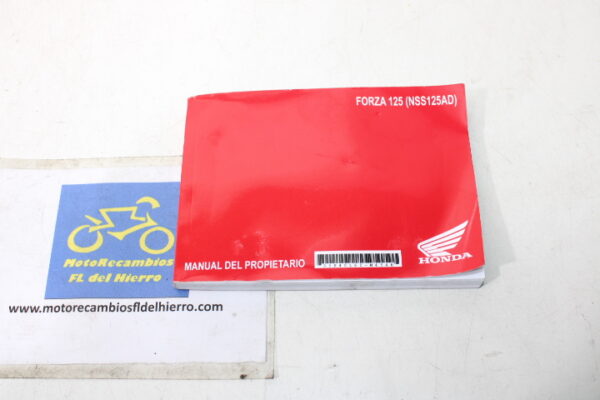 FORZA 125 (NSS125AD)
MANUAL DEL PROPIETARIO
HONDA
MotoRecambios
FL del Hierro
www.motorecambiosfldelhierro.com